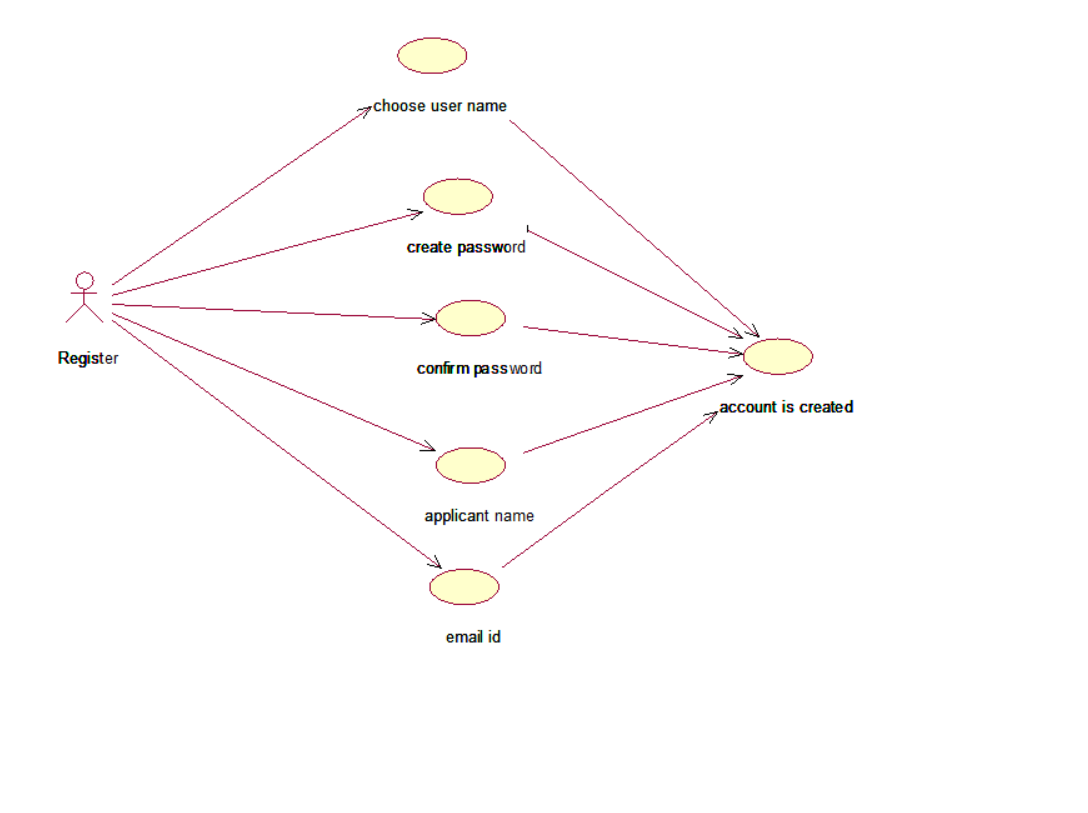 choose user name
create password
Register
confirm password
account is created
applicant name
email id